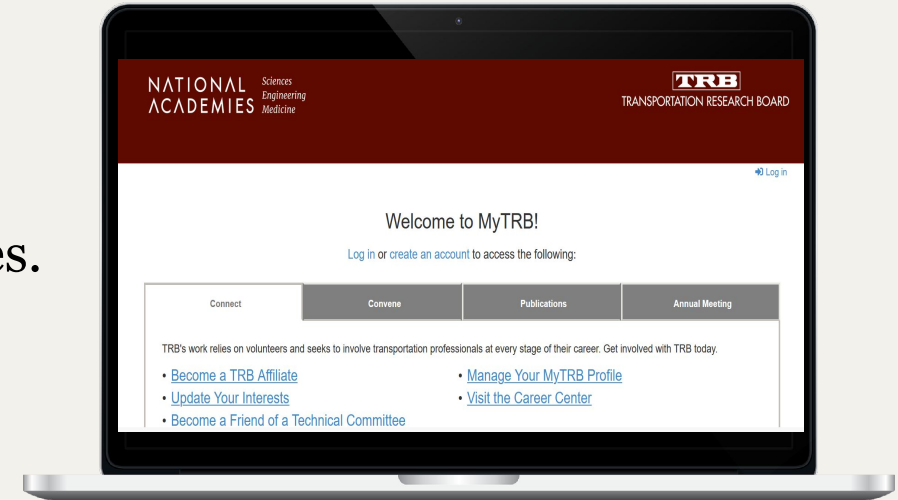 NATIONAL
ACADEMIES
Sciences
Engineering
Medicine
TRB
TRANSPORTATION RESEARCH BOARD
Log in
Welcome to MyTRB!
es.
Log in or create an account to access the following:
Connect
Convene
Publications
Annual Meeting
TRB's work relies on volunteers and seeks to involve transportation professionals at every stage of their career. Get involved with TRB today.
• Become a TRB Affiliate
• Update Your Interests
• Become a Friend of a Technical Committee
• Manage Your MyTRB Profile
• Visit the Career Center